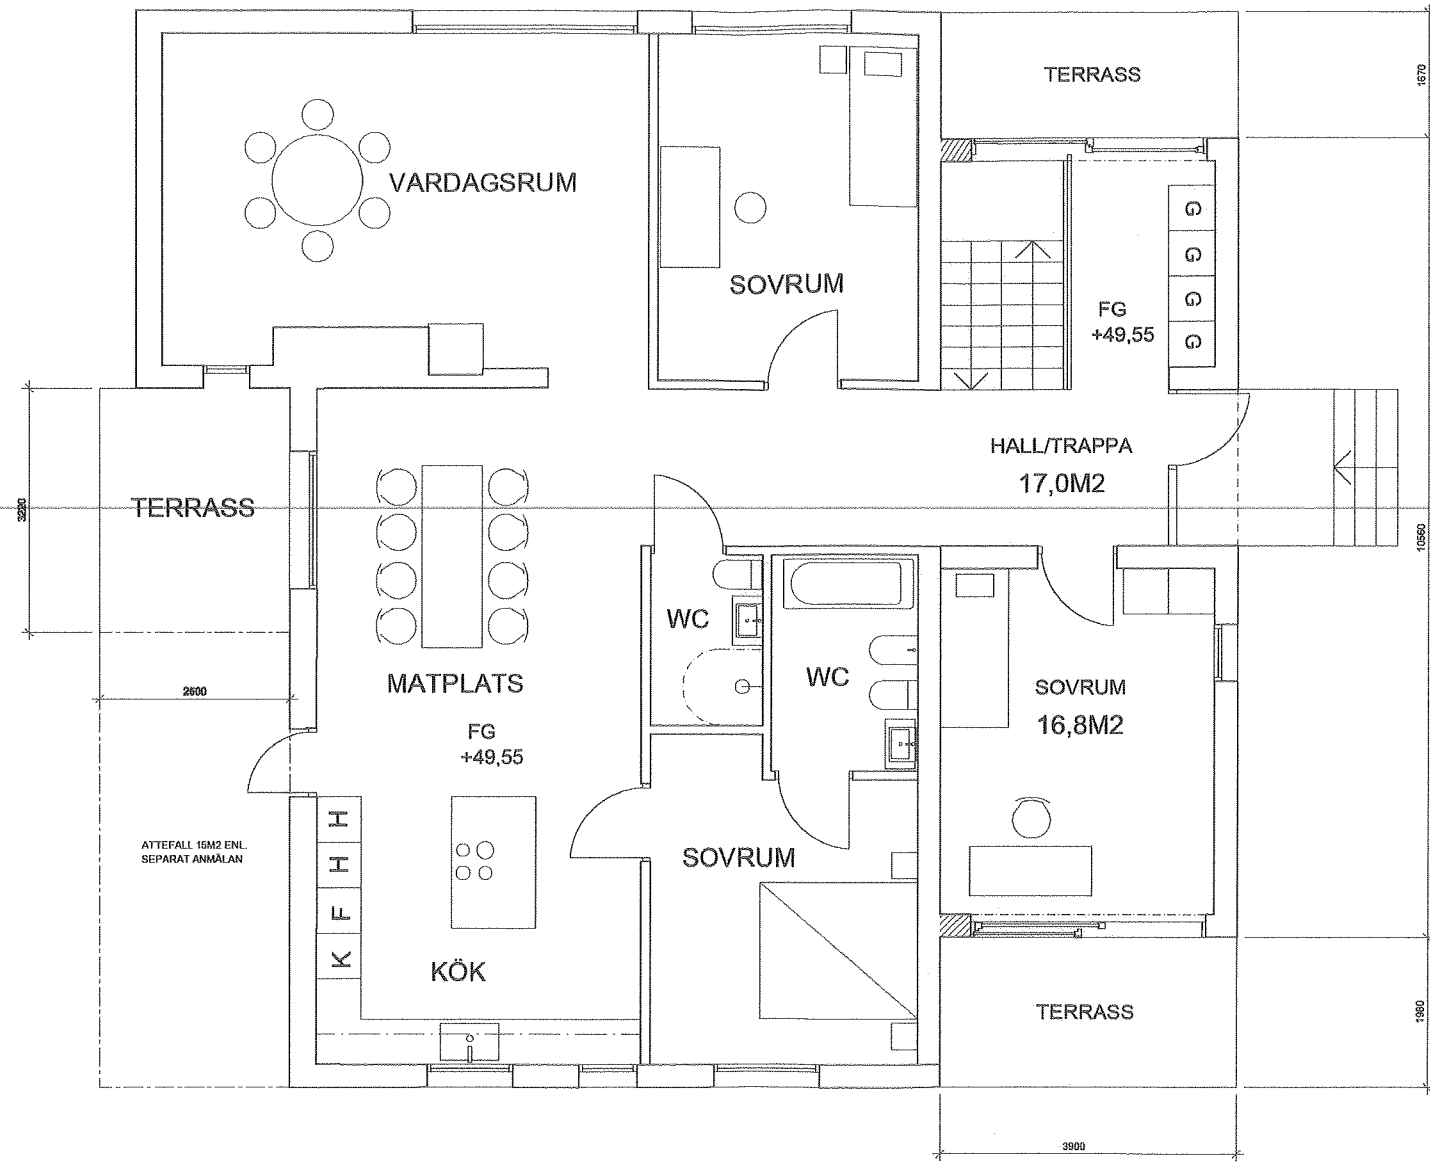 TERRASS
1670
VARDAGSRUM
G
G
G
G
SOVRUM
FG
+49,55
HALL/TRAPPA
17,0M2
TERRASS
3220
10560
WC
WC
MATPLATS
SOVRUM
16,8M2
2600
FG
+49,55
H
H
F
K
ATTEFALL 15M2 ENL.
SEPARAT ANMÄLAN
SOVRUM
KÖK
TERRASS
1980
3900